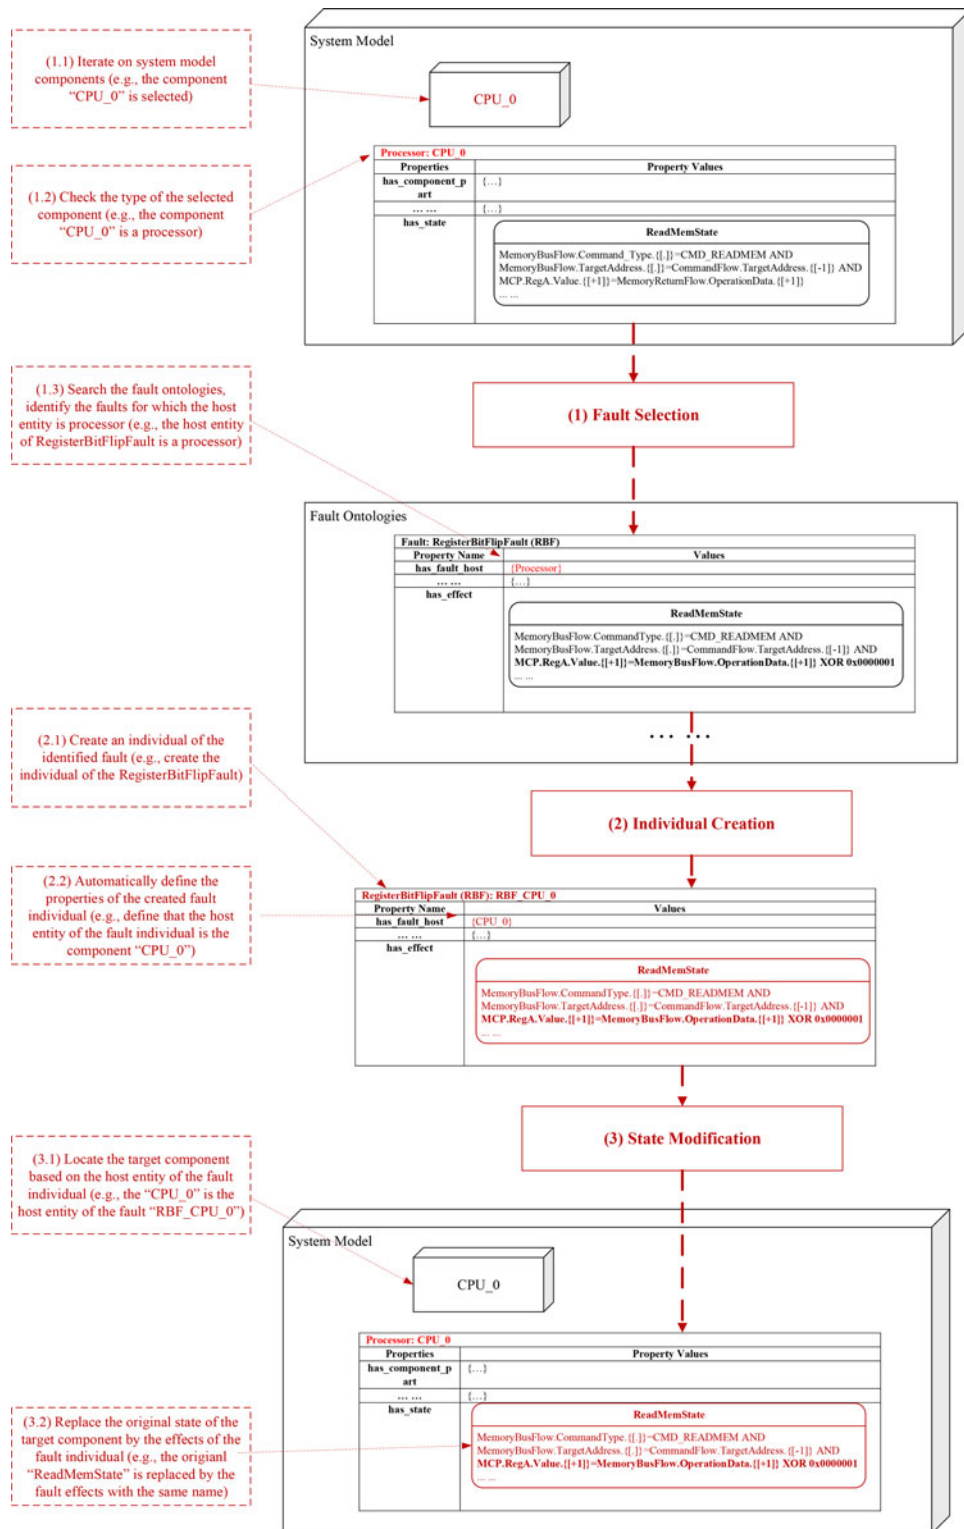 System Model
(1.1) Iterate on system model
components (e.g., the component
“CPU_0” is selected)
CPU_0
(1.2) Check the type of the
selected component (e.g., the
component “CPU_0” is a
processor)
Processor: CPU_0
Properties
Property Values
has_component_p
art
{…}
… …
{…}
has_state
ReadMemState
MemoryBusFlow.Command_Type.{[.]}=CMD_READMEM AND
MemoryBusFlow.TargetAddress.{[.]}=CommandFlow.TargetAddress.{[-1]} AND
MCP.RegA.Value.{[+1]}=MemoryReturnFlow.OperationData.{[+1]}
… …
(1.3) Search the fault ontologies,
identify the faults for which the
host entity is processor (e.g., the
host entity of RegisterBitFlipFault
is a processor)
(1) Fault Selection
Fault Ontologies
Fault: RegisterBitFlipFault (RBF)
Property Name
Values
has_fault_host
{Processor}
… …
{…}
has_effect
ReadMemState
MemoryBusFlow.CommandType.{[.]}=CMD_READMEM AND
MemoryBusFlow.TargetAddress.{[.]}=CommandFlow.TargetAddress.{[-1]} AND
MCP.RegA.Value.{[+1]}=MemoryBusFlow.OperationData.{[+1]} XOR 0x0000001
… …
… …
(2.1) Create an individual of the
identified fault (e.g., create the
individual of the RegisterBitFlipFault)
(2) Individual Creation
(2.2) Automatically define the
properties of the created fault
individual (e.g., define that the host
entity of the fault individual is the
component “CPU_0”)
RegisterBitFlipFault (RBF): RBF_CPU_0
Property Name
Values
has_fault_host
{CPU_0}
… …
{…}
has_effect
ReadMemState
MemoryBusFlow.CommandType.{[.]}=CMD_READMEM AND
MemoryBusFlow.TargetAddress.{[.]}=CommandFlow.TargetAddress.{[-1]} AND
MCP.RegA.Value.{[+1]}=MemoryBusFlow.OperationData.{[+1]} XOR 0x0000001
… …
(3) State Modification
(3.1) Locate the target component
based on the host entity of the fault
individual (e.g., the “CPU_0” is the
host entity of the fault “RBF_CPU_0”)
System Model
CPU_0
Processor: CPU_0
Properties
Property Values
has_component_p
art
{…}
… …
{…}
has_state
ReadMemState
MemoryBusFlow.CommandType.{[.]}=CMD_READMEM AND
MemoryBusFlow.TargetAddress.{[.]}=CommandFlow.TargetAddress.{[-1]} AND
MCP.RegA.Value.{[+1]}=MemoryBusFlow.OperationData.{[+1]} XOR 0x0000001
… …
(3.2) Replace the original state of the
target component by the effects of the
fault individual (e.g., the origianl
“ReadMemState” is replaced by the
fault effects with the same name)